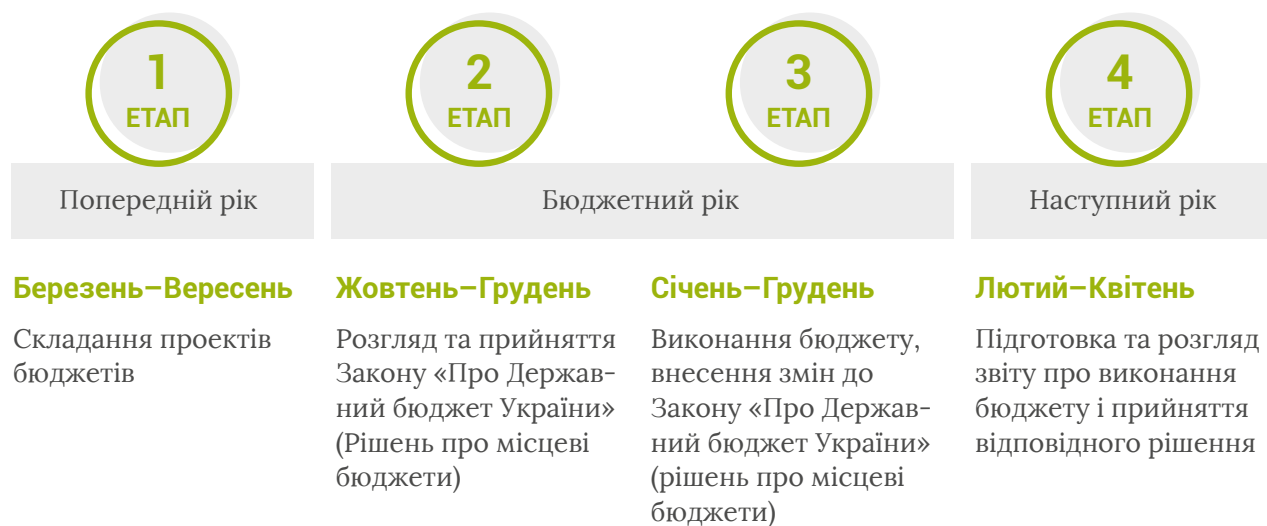 1
ЕТАП
2
ЕТАП
3
ЕТАП
4
ЕТАП
Попередній рік
Бюджетний рік
Наступний рік
Березень–Вересень
Складання проектів
бюджетів
Жовтень–Грудень
Розгляд та прийняття
Закону «Про Держав-
ний бюджет України»
(Рішень про місцеві
бюджети)
Січень–Грудень
Виконання бюджету,
внесення змін до
Закону «Про Держав-
ний бюджет України»
(рішень про місцеві
бюджети)
Лютий–Квітень
Підготовка та розгляд
звіту про виконання
бюджету і прийняття
відповідного рішення